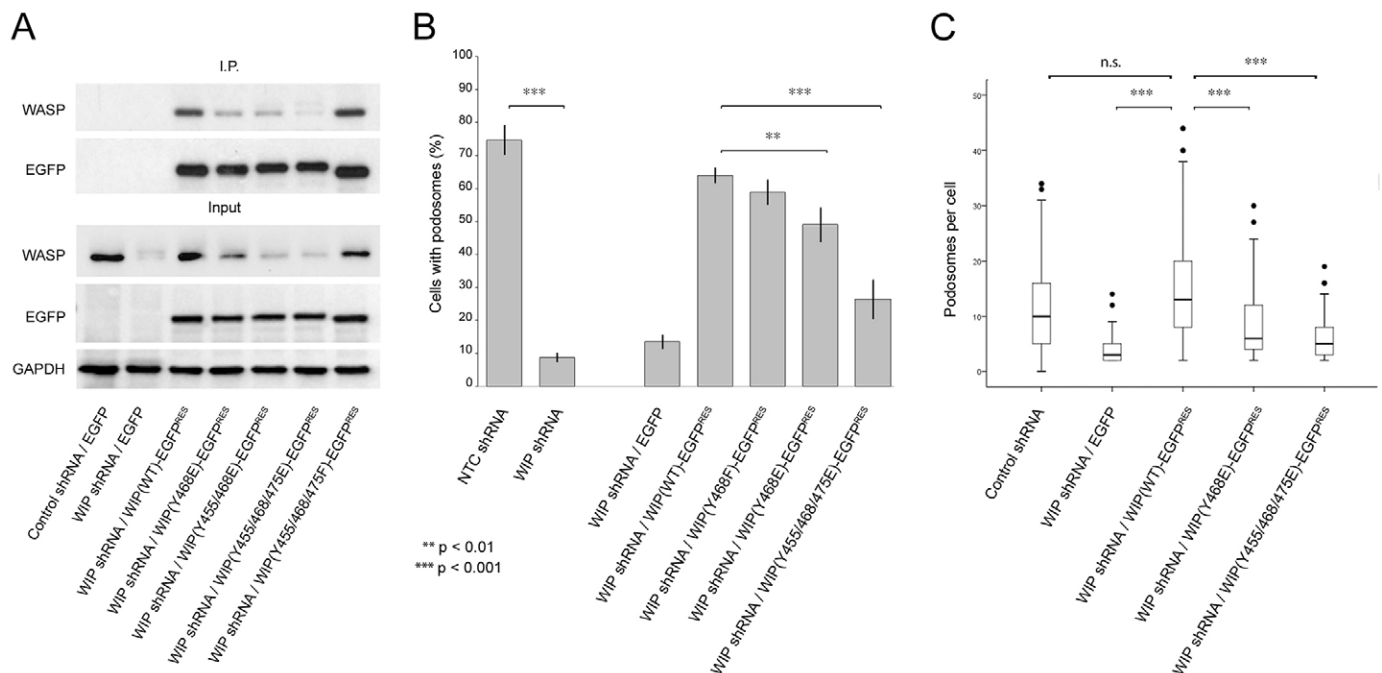 A
I.P.
WASP
EGFP
Input
WASP
EGFP
GAPDH
Control shRNA / EGFP
WIP shRNA / EGFP
WIP shRNA / WIP(WT)-EGFPRES
WIP shRNA / WIP(Y468E)-EGFPRES
WIP shRNA / WIP(Y455/468E)-EGFPRES
WIP shRNA / WIP(Y455/468/475E)-EGFPRES
WIP shRNA / WIP(Y455/468/475F)-EGFPRES
B
Cells with podosomes (%)
100
90
80
70
60
50
40
30
20
10
0
***
***
**
NTC shRNA
WIP shRNA
WIP shRNA / EGFP
WIP shRNA / WIP(WT)-EGFPRES
WIP shRNA / WIP(Y468F)-EGFPRES
WIP shRNA / WIP(Y468E)-EGFPRES
WIP shRNA / WIP(Y455/468/475E)-EGFPRES
** p < 0.01
*** p < 0.001
C
Podosomes per cell
50
40
30
20
10
0
n.s.
***
***
***
Control shRNA
WIP shRNA / EGFP
WIP shRNA / WIP(WT)-EGFPRES
WIP shRNA / WIP(Y468E)-EGFPRES
WIP shRNA / WIP(Y455/468/475E)-EGFPRES